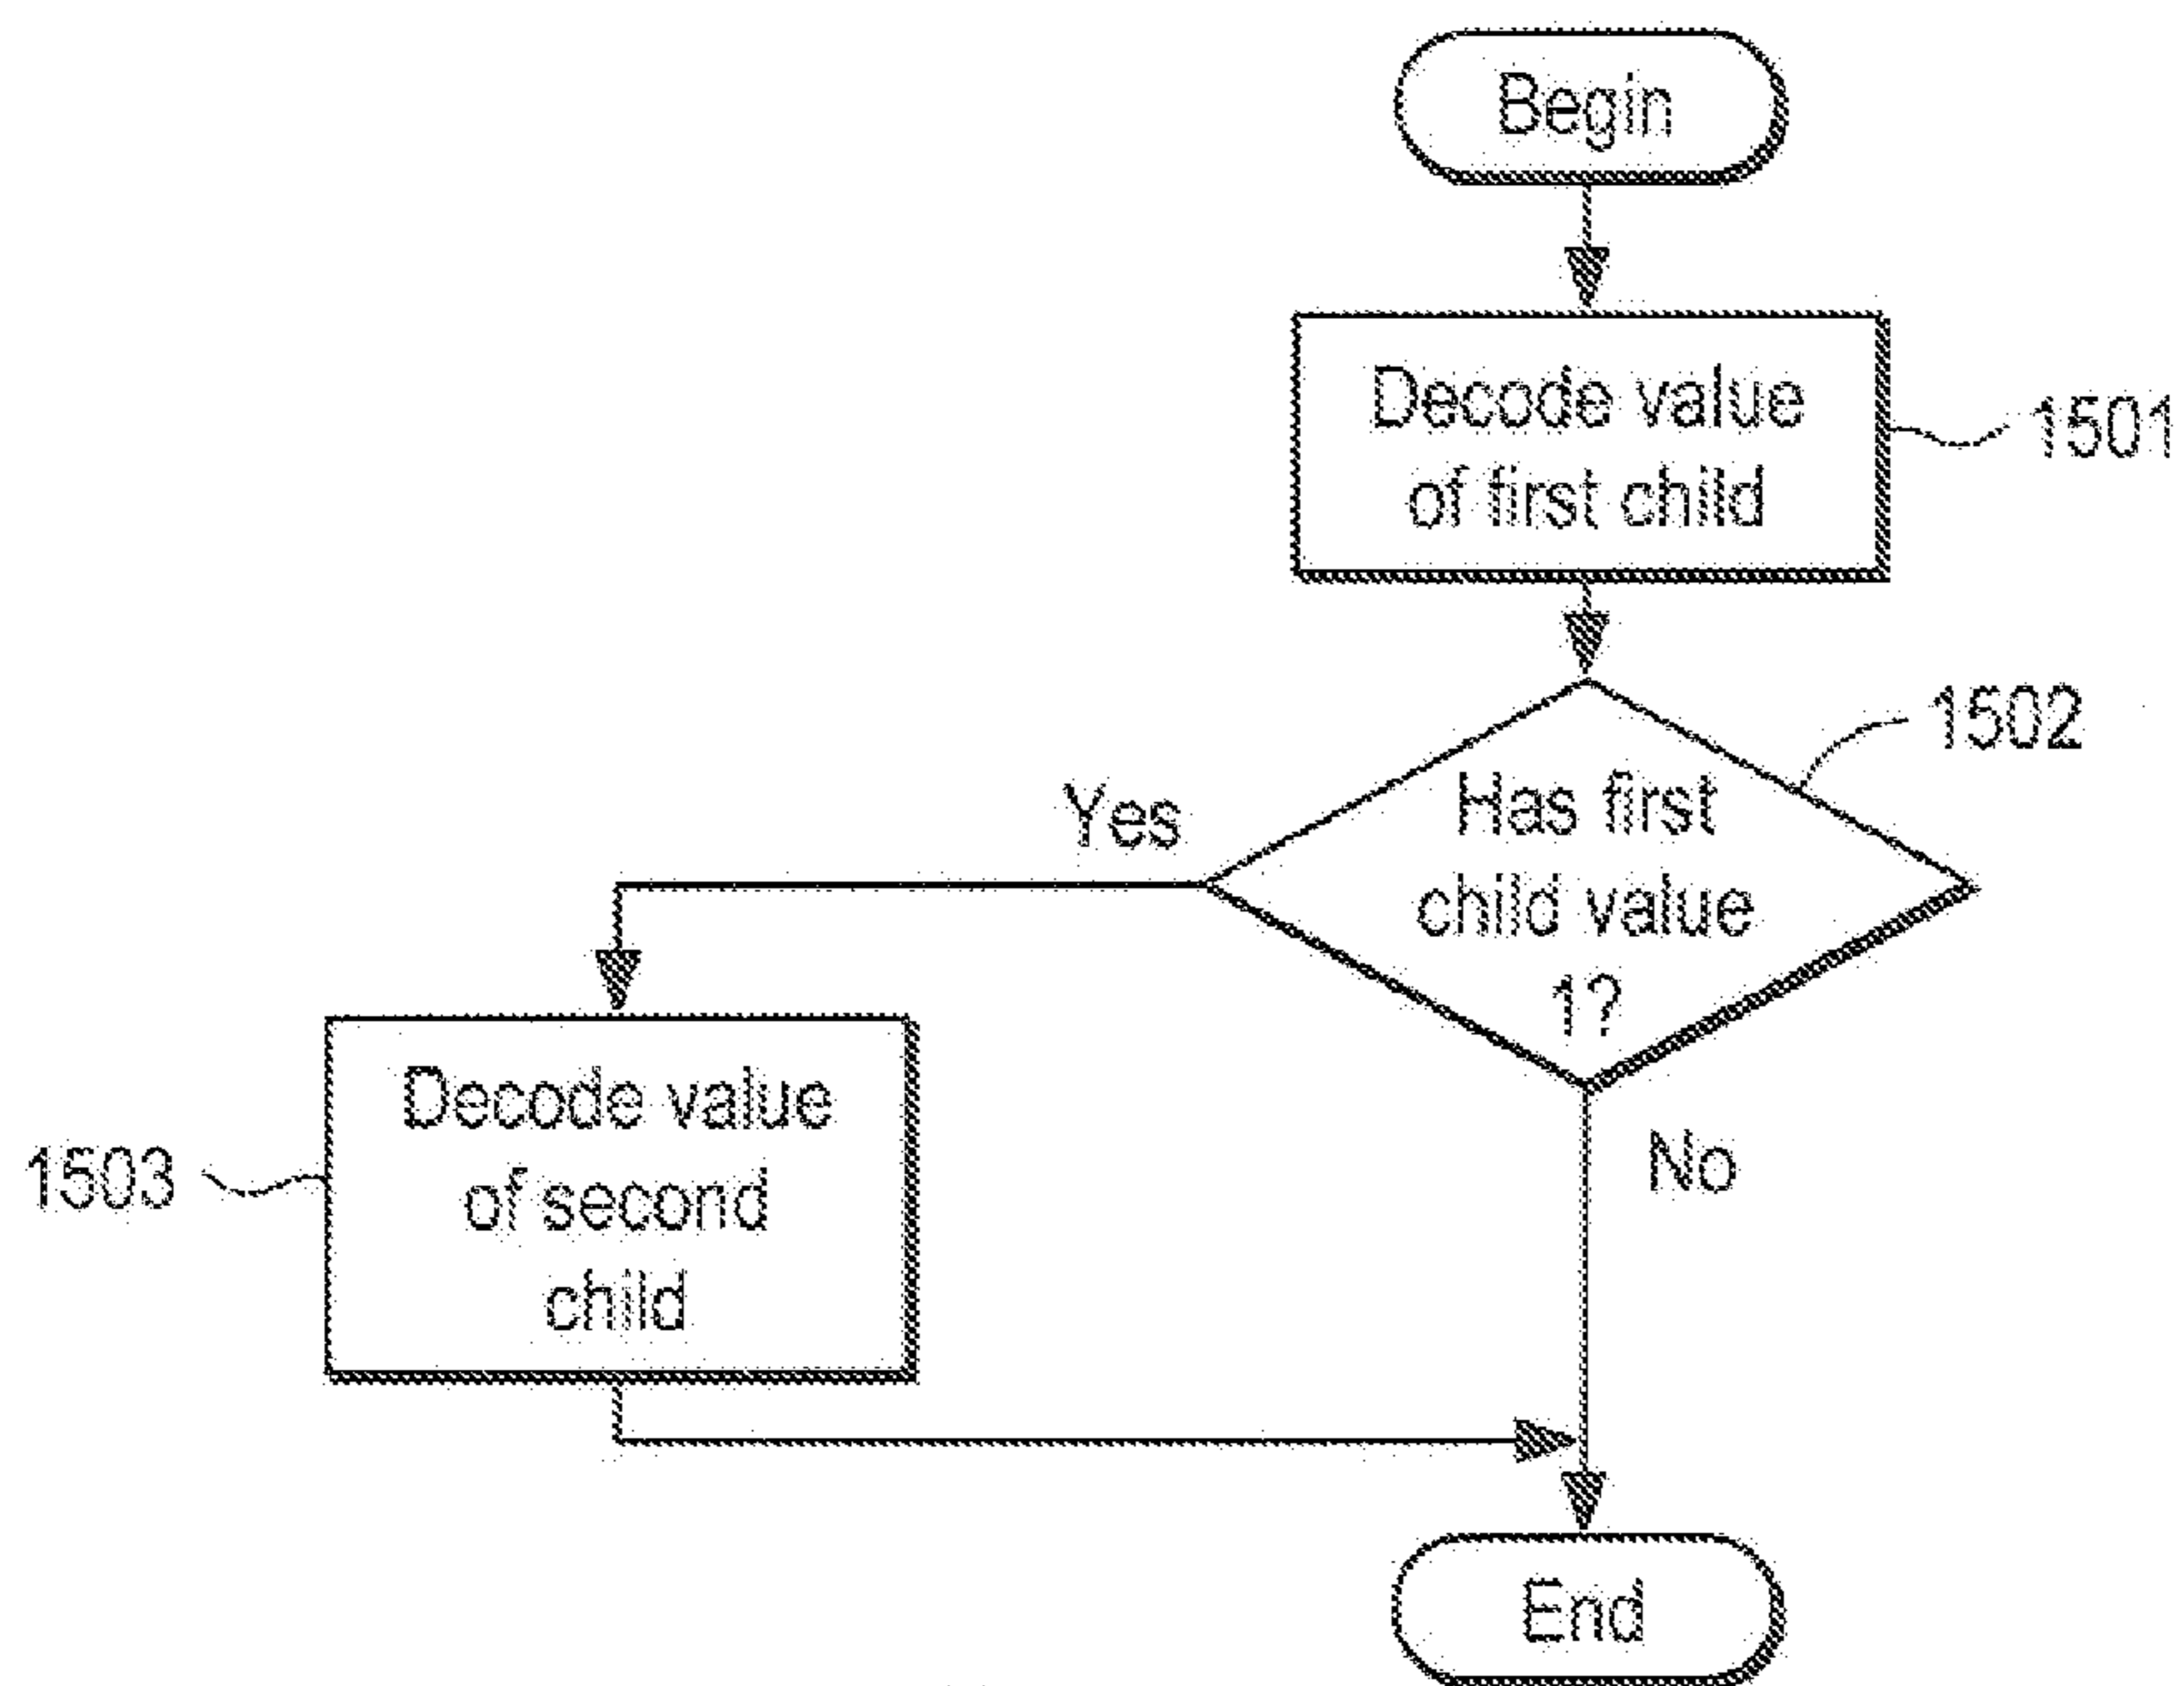 Begin
Decode value
of first child
1501
1502
Has first
child value
1?
Yes
No
Decode value
of second
child
1503
End